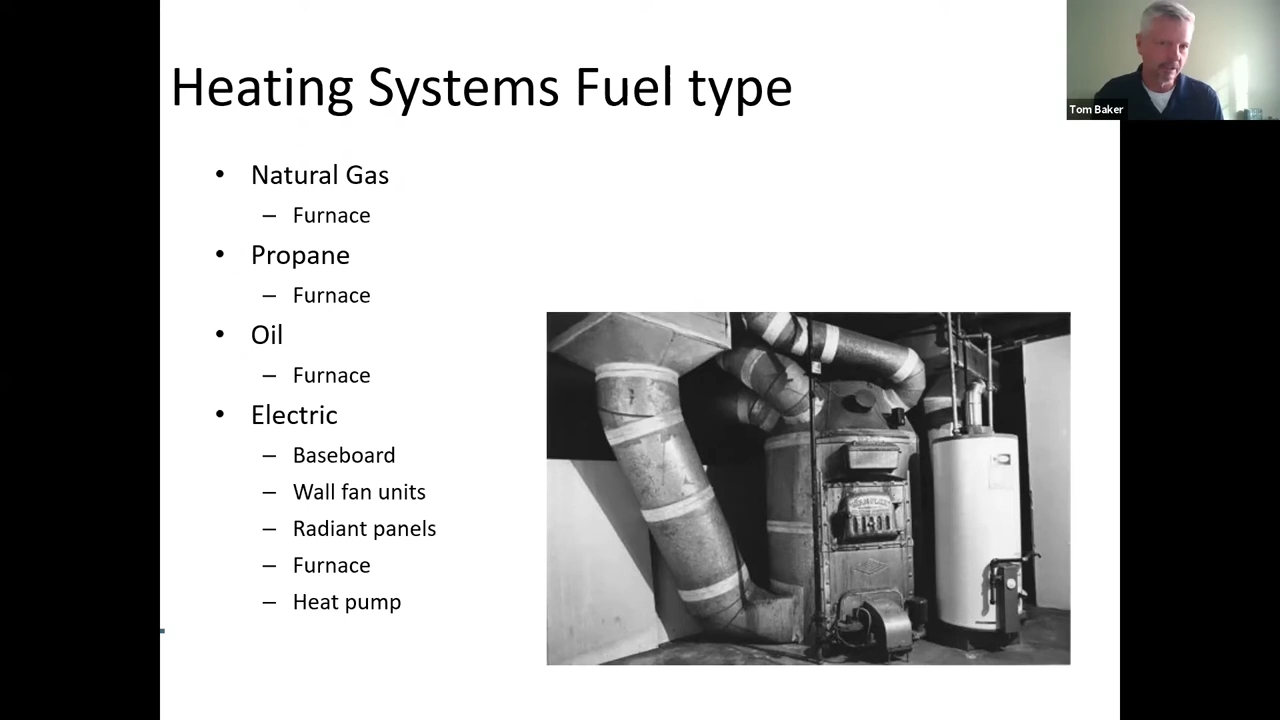 Heating Systems Fuel type
Tom Baker
• Natural Gas
– Furnace
• Propane
– Furnace
• Oil
– Furnace
• Electric
– Baseboard
– Wall fan units
– Radiant panels
– Furnace
– Heat pump